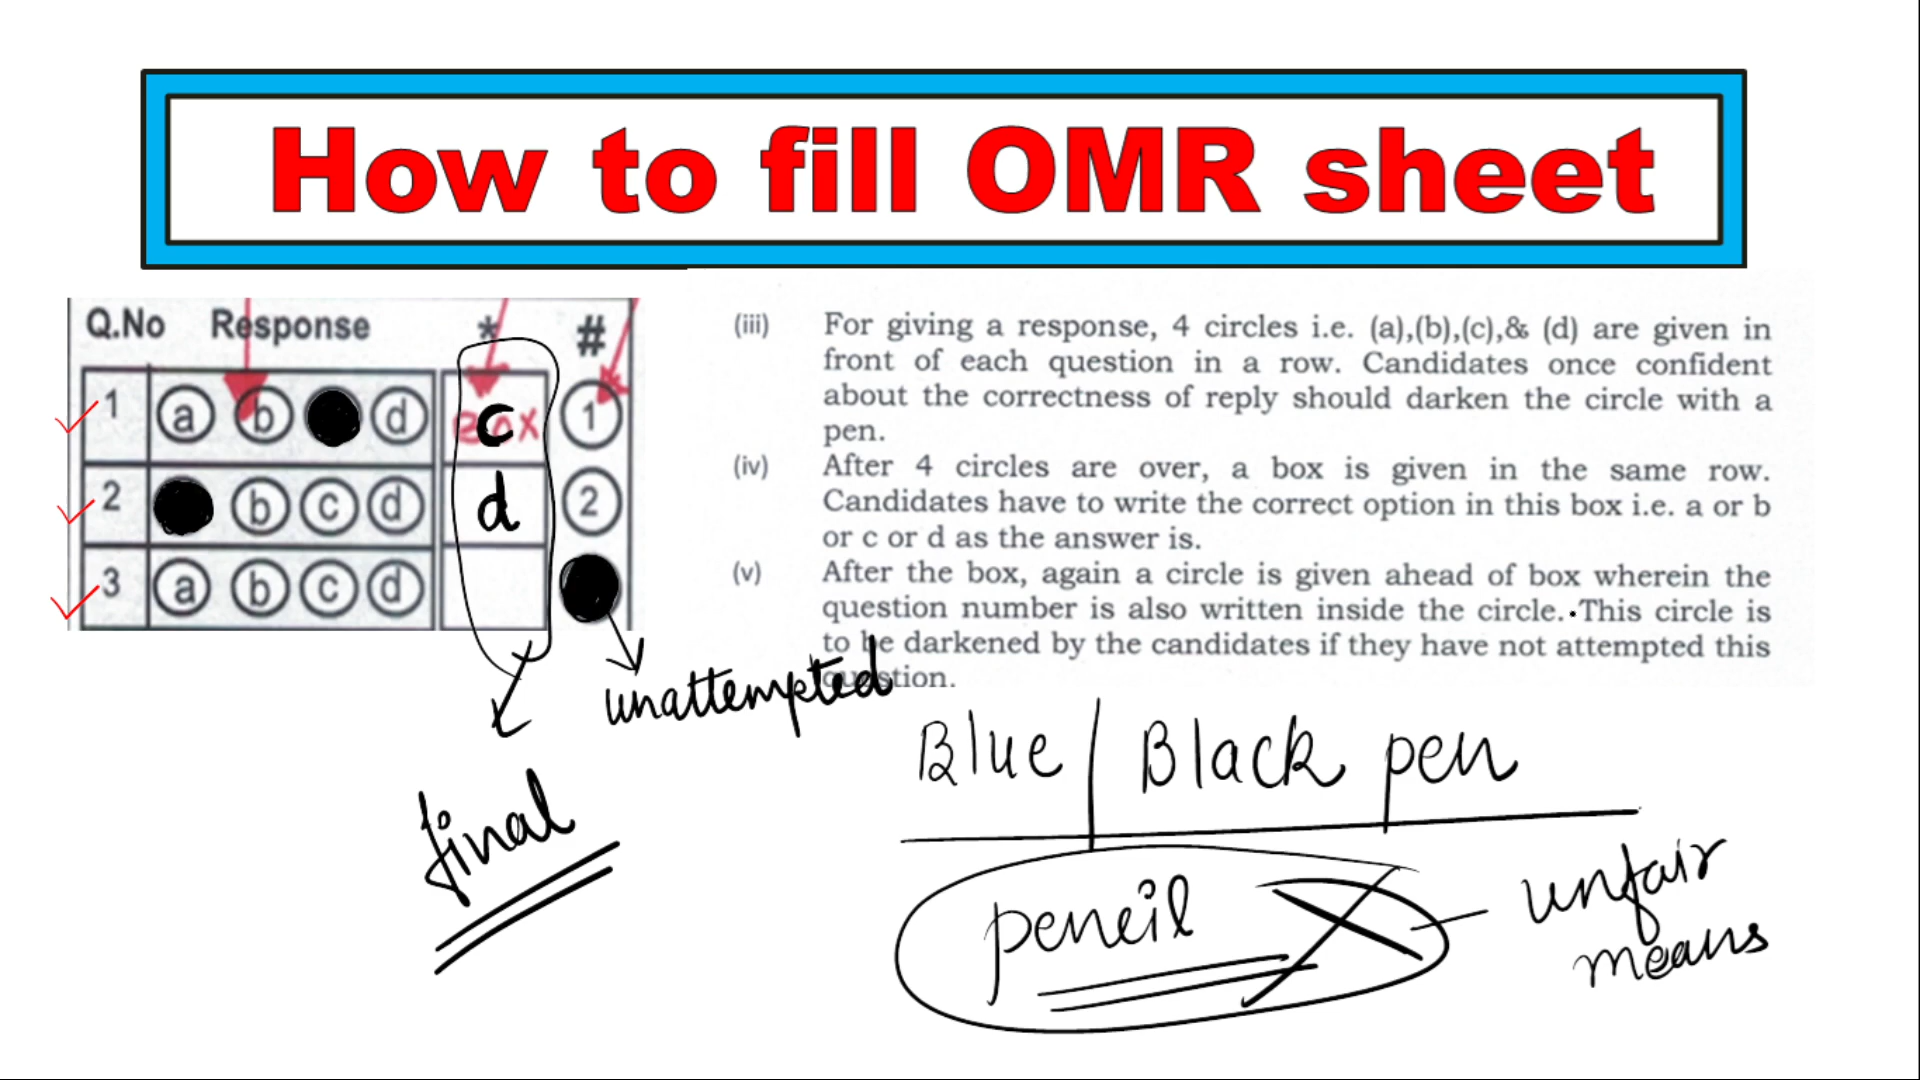 How to fill OMR sheet
Q.No Response * #
1 a b d c BOX 1
2 b c d d 2
3 a b c d
(iii) For giving a response, 4 circles i.e. (a),(b),(c),& (d) are given in
front of each question in a row. Candidates once confident
about the correctness of reply should darken the circle with a
pen.
(iv) After 4 circles are over, a box is given in the same row.
Candidates have to write the correct option in this box i.e. a or b
or c or d as the answer is.
(v) After the box, again a circle is given ahead of box wherein the
question number is also written inside the circle. This circle is
to be darkened by the candidates if they have not attempted this
question.
unattempted
final
Blue/Black pen
pencil
unfair
means